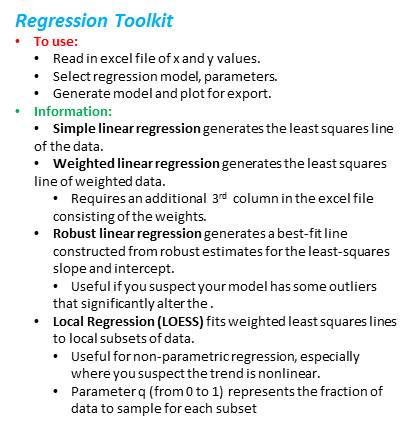 Regression Toolkit
• To use:
• Read in excel file of x and y values.
• Select regression model, parameters.
• Generate model and plot for export.
• Information:
• Simple linear regression generates the least squares line
of the data.
• Weighted linear regression generates the least squares
line of weighted data.
• Requires an additional 3rd column in the excel file
consisting of the weights.
• Robust linear regression generates a best-fit line
constructed from robust estimates for the least-squares
slope and intercept.
• Useful if you suspect your model has some outliers
that significantly alter the .
• Local Regression (LOESS) fits weighted least squares lines
to local subsets of data.
• Useful for non-parametric regression, especially
where you suspect the trend is nonlinear.
• Parameter q (from 0 to 1) represents the fraction of
data to sample for each subset